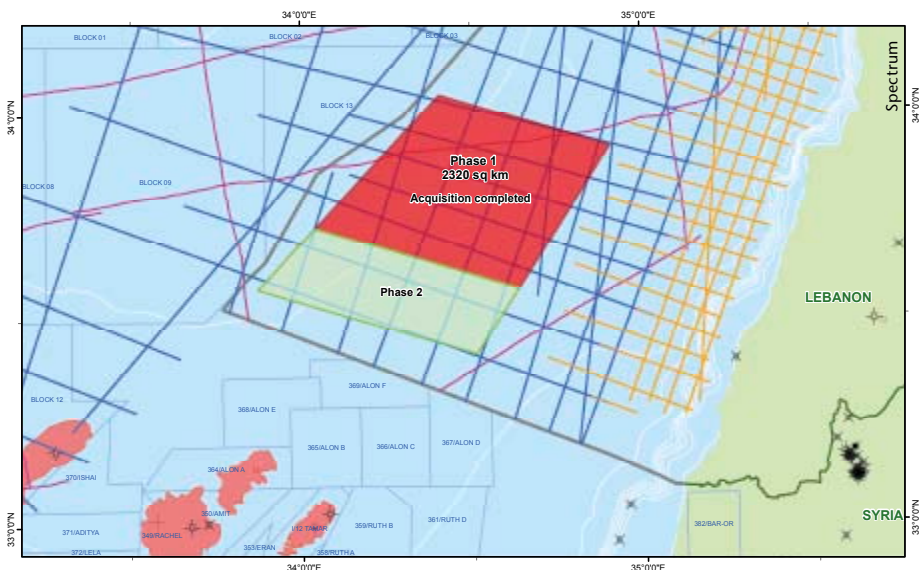 34°0'0"E
35°0'0"E
BLOCK 01
BLOCK 02
BLOCK 03
Spectrum
34°0'0"N
34°0'0"N
BLOCK 13
Phase 1
2320 sq km
Acquisition completed
BLOCK 08
BLOCK 09
Phase 2
LEBANON
369/ALON F
BLOCK 12
368/ALON E
365/ALON B
366/ALON C
367/ALON D
364/ALON A
370/ISHAI
350/AMIT
I/12 TAMAR
359/RUTH B
361/RUTH D
382/BAR-OR
SYRIA
371/ADITYA
349/RACHEL
353/ERAN
358/RUTH A
372/LELA
33°0'0"N
33°0'0"N
34°0'0"E
35°0'0"E